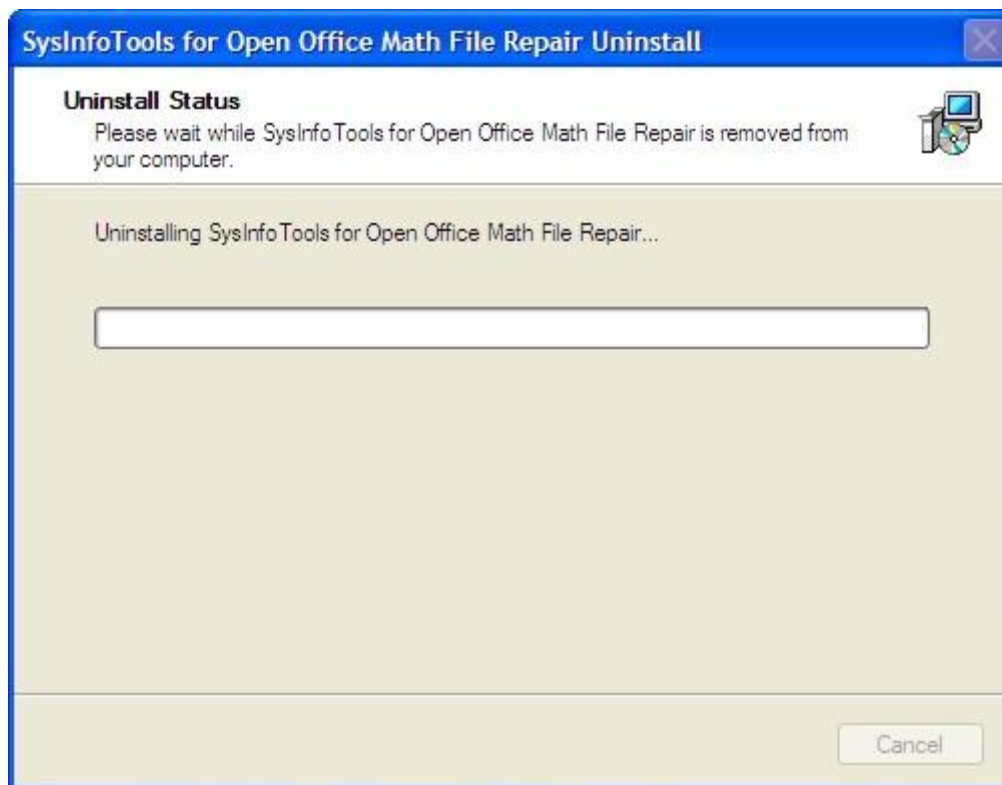 SysInfoTools for Open Office Math File Repair Uninstall
Uninstall Status
Please wait while SysInfoTools for Open Office Math File Repair is removed from
your computer.
Uninstalling SysInfoTools for Open Office Math File Repair...
Cancel